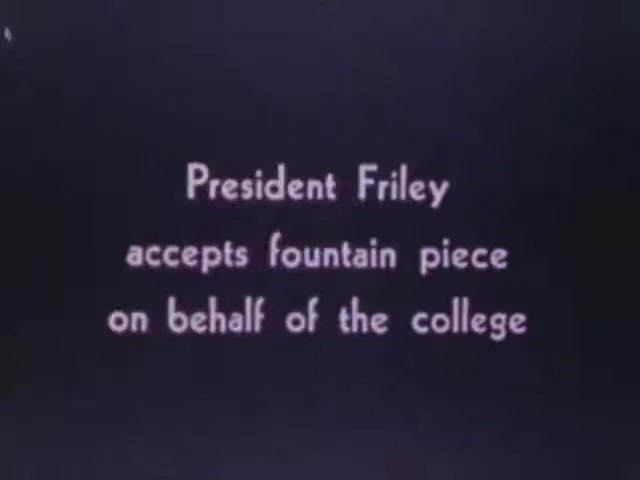 President Friley
accepts fountain piece
on behalf of the college